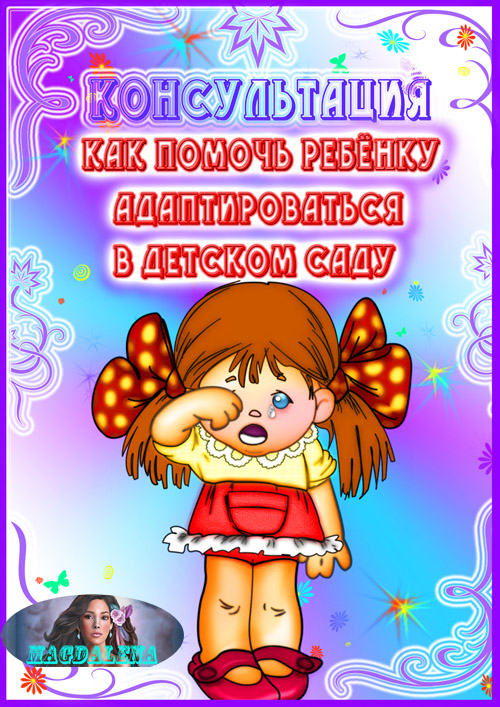 КОНСУЛЬТАЦИЯ
КАК ПОМОЧЬ РЕБЁНКУ
АДАПТИРОВАТЬСЯ
В ДЕТСКОМ САДУ
MAGDALENA